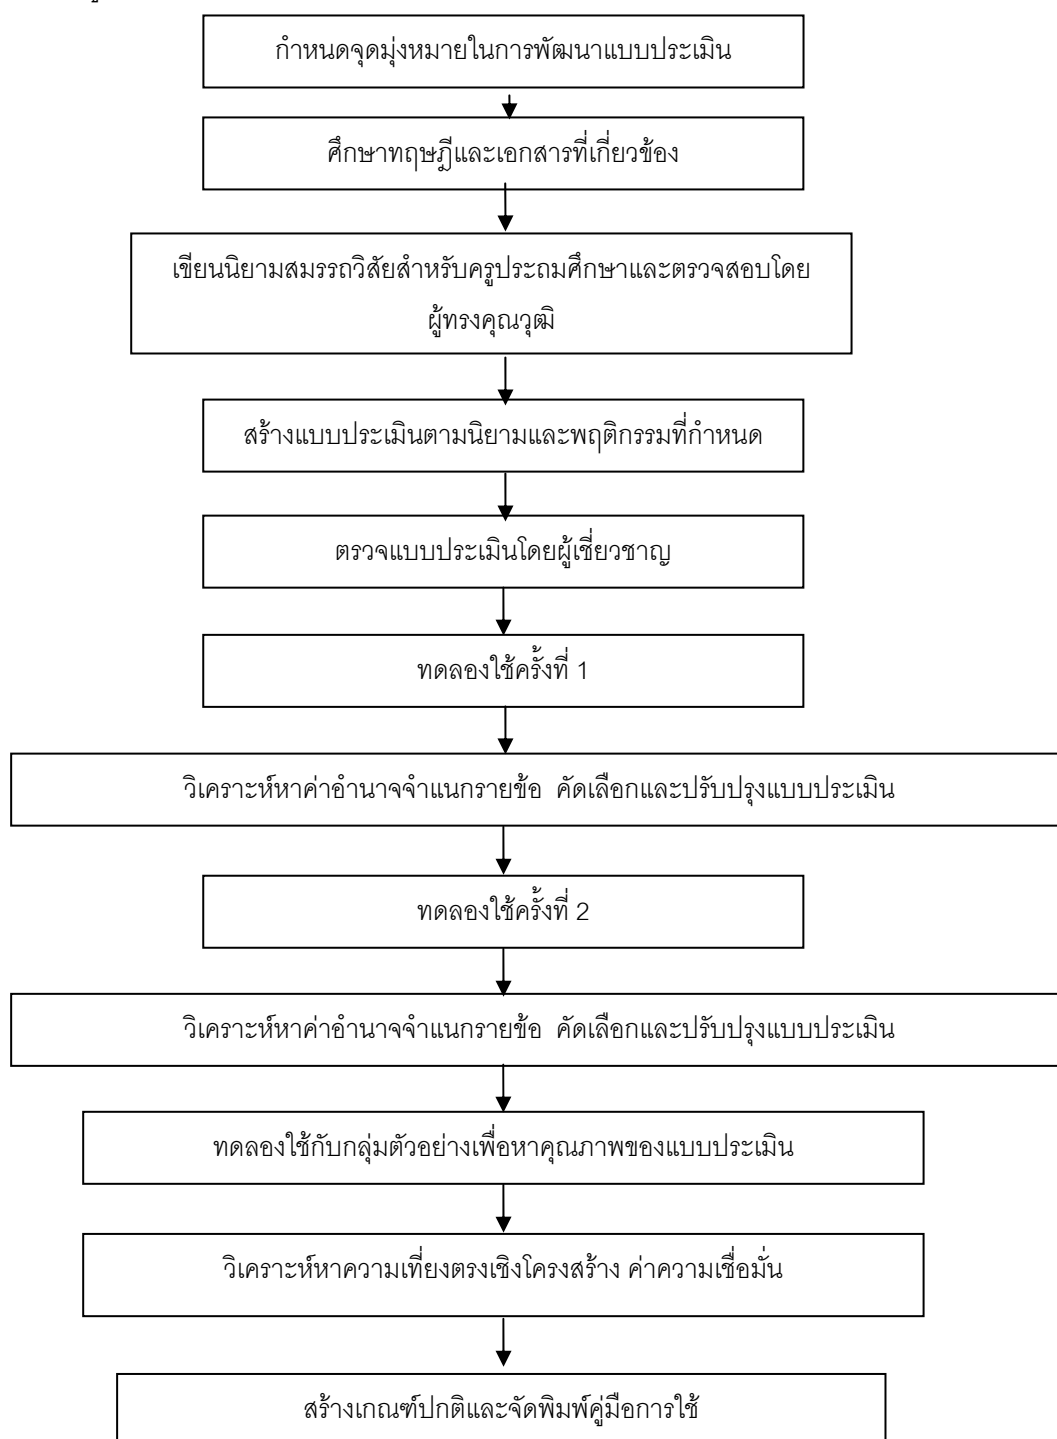 กำหนดจุดมุ่งหมายในการพัฒนาแบบประเมิน
ศึกษาทฤษฎีและเอกสารที่เกี่ยวข้อง
เขียนนิยามสมรรถวิสัยสำหรับครูประถมศึกษาและตรวจสอบโดย
ผู้ทรงคุณวุฒิ
สร้างแบบประเมินตามนิยามและพฤติกรรมที่กำหนด
ตรวจแบบประเมินโดยผู้เชี่ยวชาญ
ทดลองใช้ครั้งที่ 1
วิเคราะห์หาค่าอำนาจจำแนกรายข้อ  คัดเลือกและปรับปรุงแบบประเมิน
ทดลองใช้ครั้งที่ 2
วิเคราะห์หาค่าอำนาจจำแนกรายข้อ  คัดเลือกและปรับปรุงแบบประเมิน
ทดลองใช้กับกลุ่มตัวอย่างเพื่อหาคุณภาพของแบบประเมิน
วิเคราะห์หาความเที่ยงตรงเชิงโครงสร้าง ค่าความเชื่อมั่น
สร้างเกณฑ์ปกติและจัดพิมพ์คู่มือการใช้